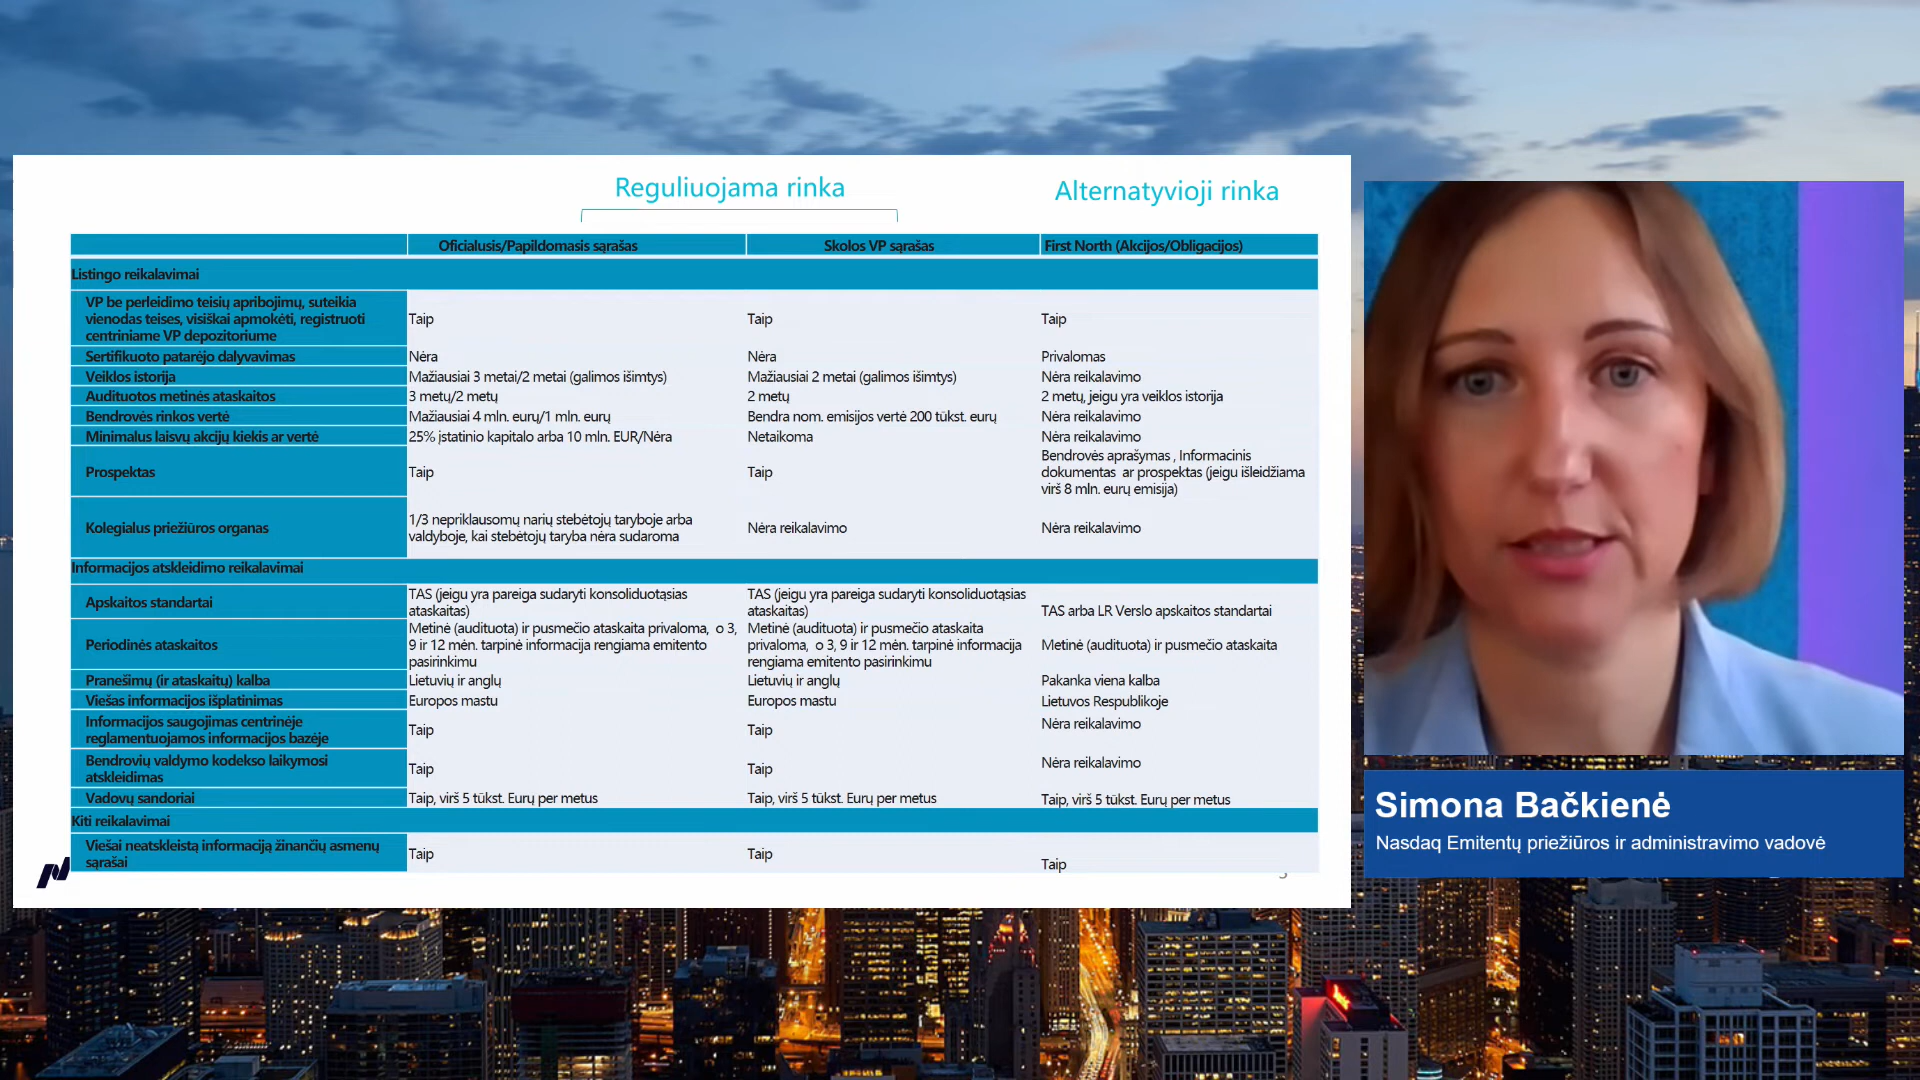 Reguliuojama rinka
Alternatyvioji rinka
Oficialusis/Papildomasis sąrašas
Skolos VP sąrašas
First North (Akcijos/Obligacijos)
Listingo reikalavimai
VP be perleidimo teisių apribojimų, suteikia
vienodas teises, visiškai apmokėti, registruoti
centriniame VP depozitoriume
Taip
Taip
Taip
Sertifikuoto patarėjo dalyvavimas
Nėra
Nėra
Privalomas
Veiklos istorija
Mažiausiai 3 metai/2 metai (galimos išimtys)
Mažiausiai 2 metai (galimos išimtys)
Nėra reikalavimo
Audituotos metinės ataskaitos
3 metų/2 metų
2 metų
2 metų, jeigu yra veiklos istorija
Bendrovės rinkos vertė
Mažiausiai 4 mln. eurų/1 mln. eurų
Bendra nom. emisijos vertė 200 tūkst. eurų
Nėra reikalavimo
Minimalus laisvų akcijų kiekis ar vertė
25% įstatinio kapitalo arba 10 mln. EUR/Nėra
Netaikoma
Nėra reikalavimo
Prospektas
Taip
Taip
Bendrovės aprašymas , Informacinis
dokumentas ar prospektas (jeigu išleidžiama
virš 8 mln. eurų emisija)
Kolegialus priežiūros organas
1/3 nepriklausomų narių stebėtojų taryboje arba
valdyboje, kai stebėtojų taryba nėra sudaroma
Nėra reikalavimo
Nėra reikalavimo
Informacijos atskleidimo reikalavimai
Apskaitos standartai
TAS (jeigu yra pareiga sudaryti konsoliduotąsias
ataskaitas)
TAS (jeigu yra pareiga sudaryti konsoliduotąsias
ataskaitas)
TAS arba LR Verslo apskaitos standartai
Periodinės ataskaitos
Metinė (audituota) ir pusmečio ataskaita privaloma, o 3,
9 ir 12 mėn. tarpinė informacija rengiama emitento
pasirinkimu
Metinė (audituota) ir pusmečio ataskaita
privaloma, o 3, 9 ir 12 mėn. tarpinė informacija
rengiama emitento pasirinkimu
Metinė (audituota) ir pusmečio ataskaita
Pranešimų (ir ataskaitų) kalba
Lietuvių ir anglų
Lietuvių ir anglų
Pakanka viena kalba
Viešas informacijos išplatinimas
Europos mastu
Europos mastu
Lietuvos Respublikoje
Informacijos saugojimas centrinėje
reglamentuojamos informacijos bazėje
Taip
Taip
Nėra reikalavimo
Bendrovių valdymo kodekso laikymosi
atskleidimas
Taip
Taip
Nėra reikalavimo
Vadovų sandoriai
Taip, virš 5 tūkst. Eurų per metus
Taip, virš 5 tūkst. Eurų per metus
Taip, virš 5 tūkst. Eurų per metus
Kiti reikalavimai
Viešai neatskleistą informaciją žinančių asmenų
sąrašai
Taip
Taip
Taip
Simona Bačkienė
Nasdaq Emitentų priežiūros ir administravimo vadovė